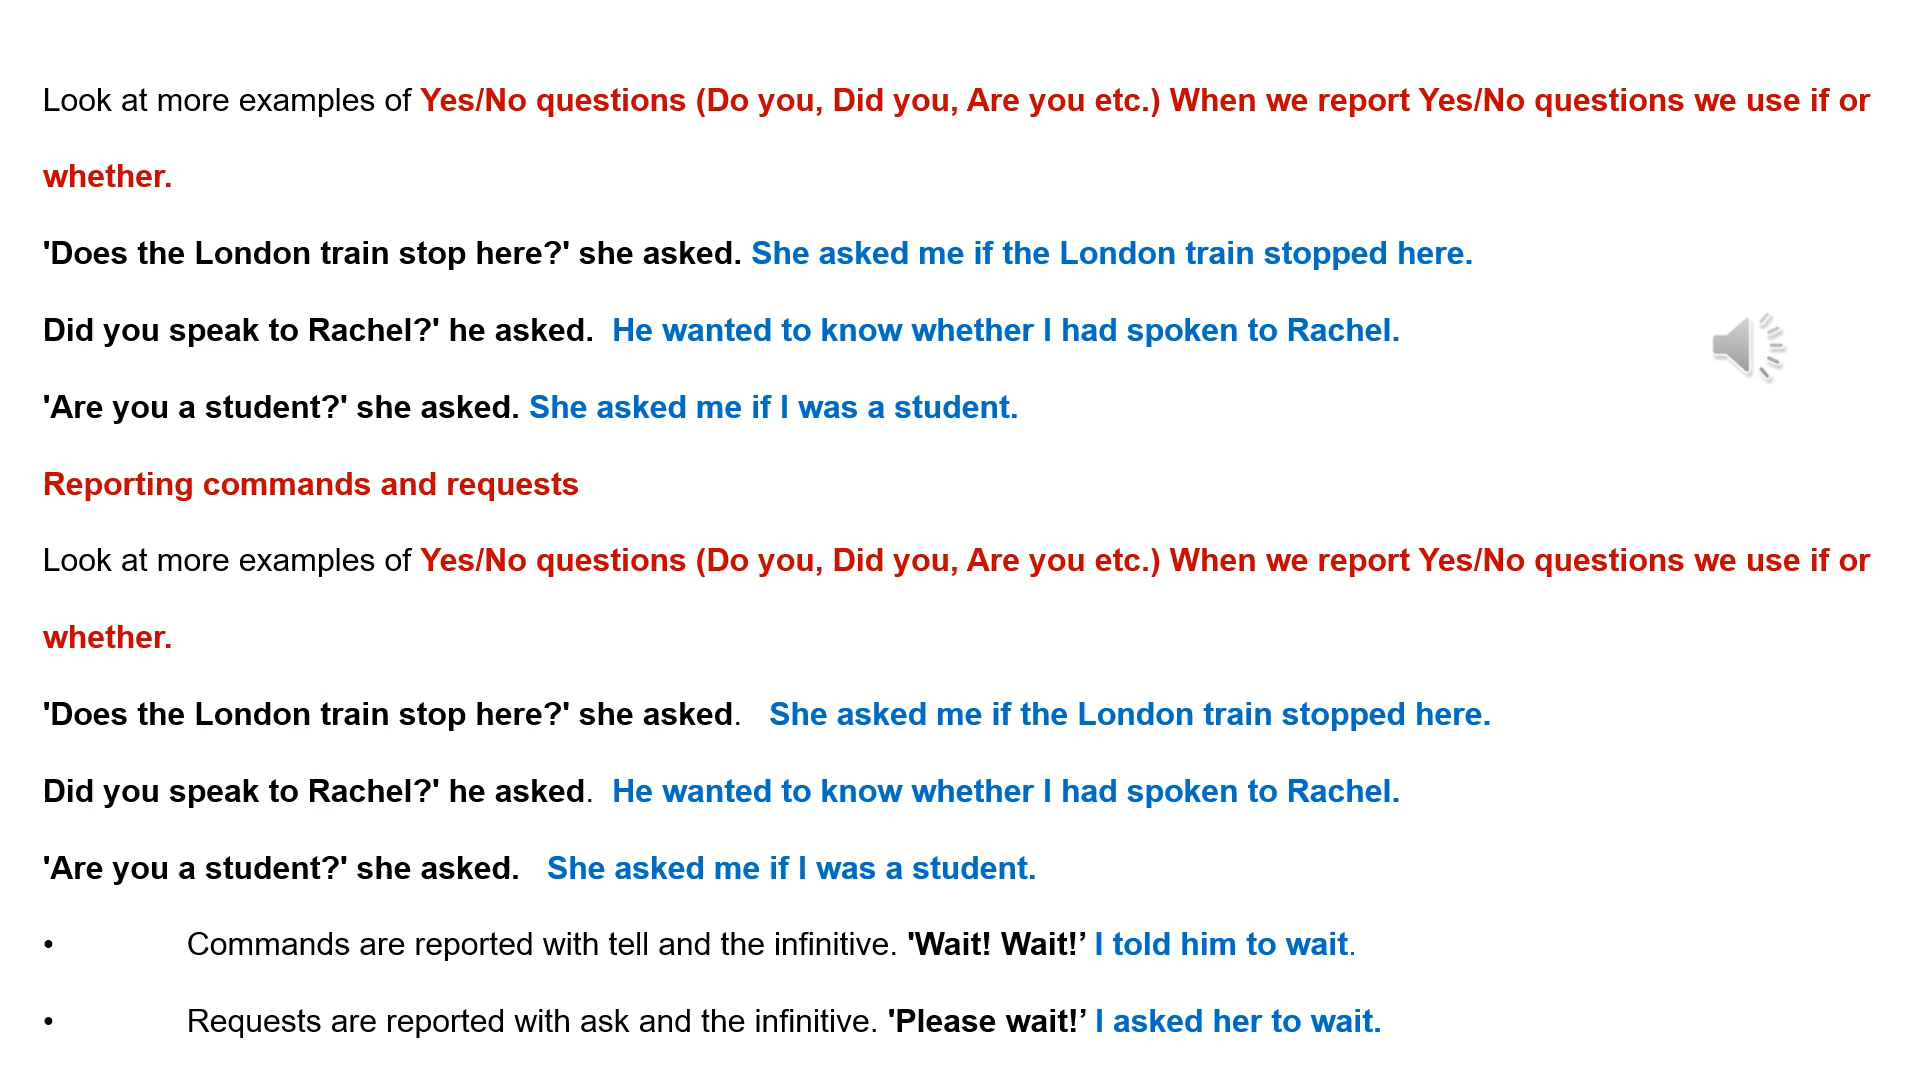 Look at more examples of Yes/No questions (Do you, Did you, Are you etc.) When we report Yes/No questions we use if or
whether.
'Does the London train stop here?' she asked. She asked me if the London train stopped here.
Did you speak to Rachel?' he asked.  He wanted to know whether I had spoken to Rachel.
'Are you a student?' she asked. She asked me if I was a student.
Reporting commands and requests
Look at more examples of Yes/No questions (Do you, Did you, Are you etc.) When we report Yes/No questions we use if or
whether.
'Does the London train stop here?' she asked.   She asked me if the London train stopped here.
Did you speak to Rachel?' he asked.  He wanted to know whether I had spoken to Rachel.
'Are you a student?' she asked.   She asked me if I was a student.
• Commands are reported with tell and the infinitive. 'Wait! Wait!’ I told him to wait.
• Requests are reported with ask and the infinitive. 'Please wait!’ I asked her to wait.